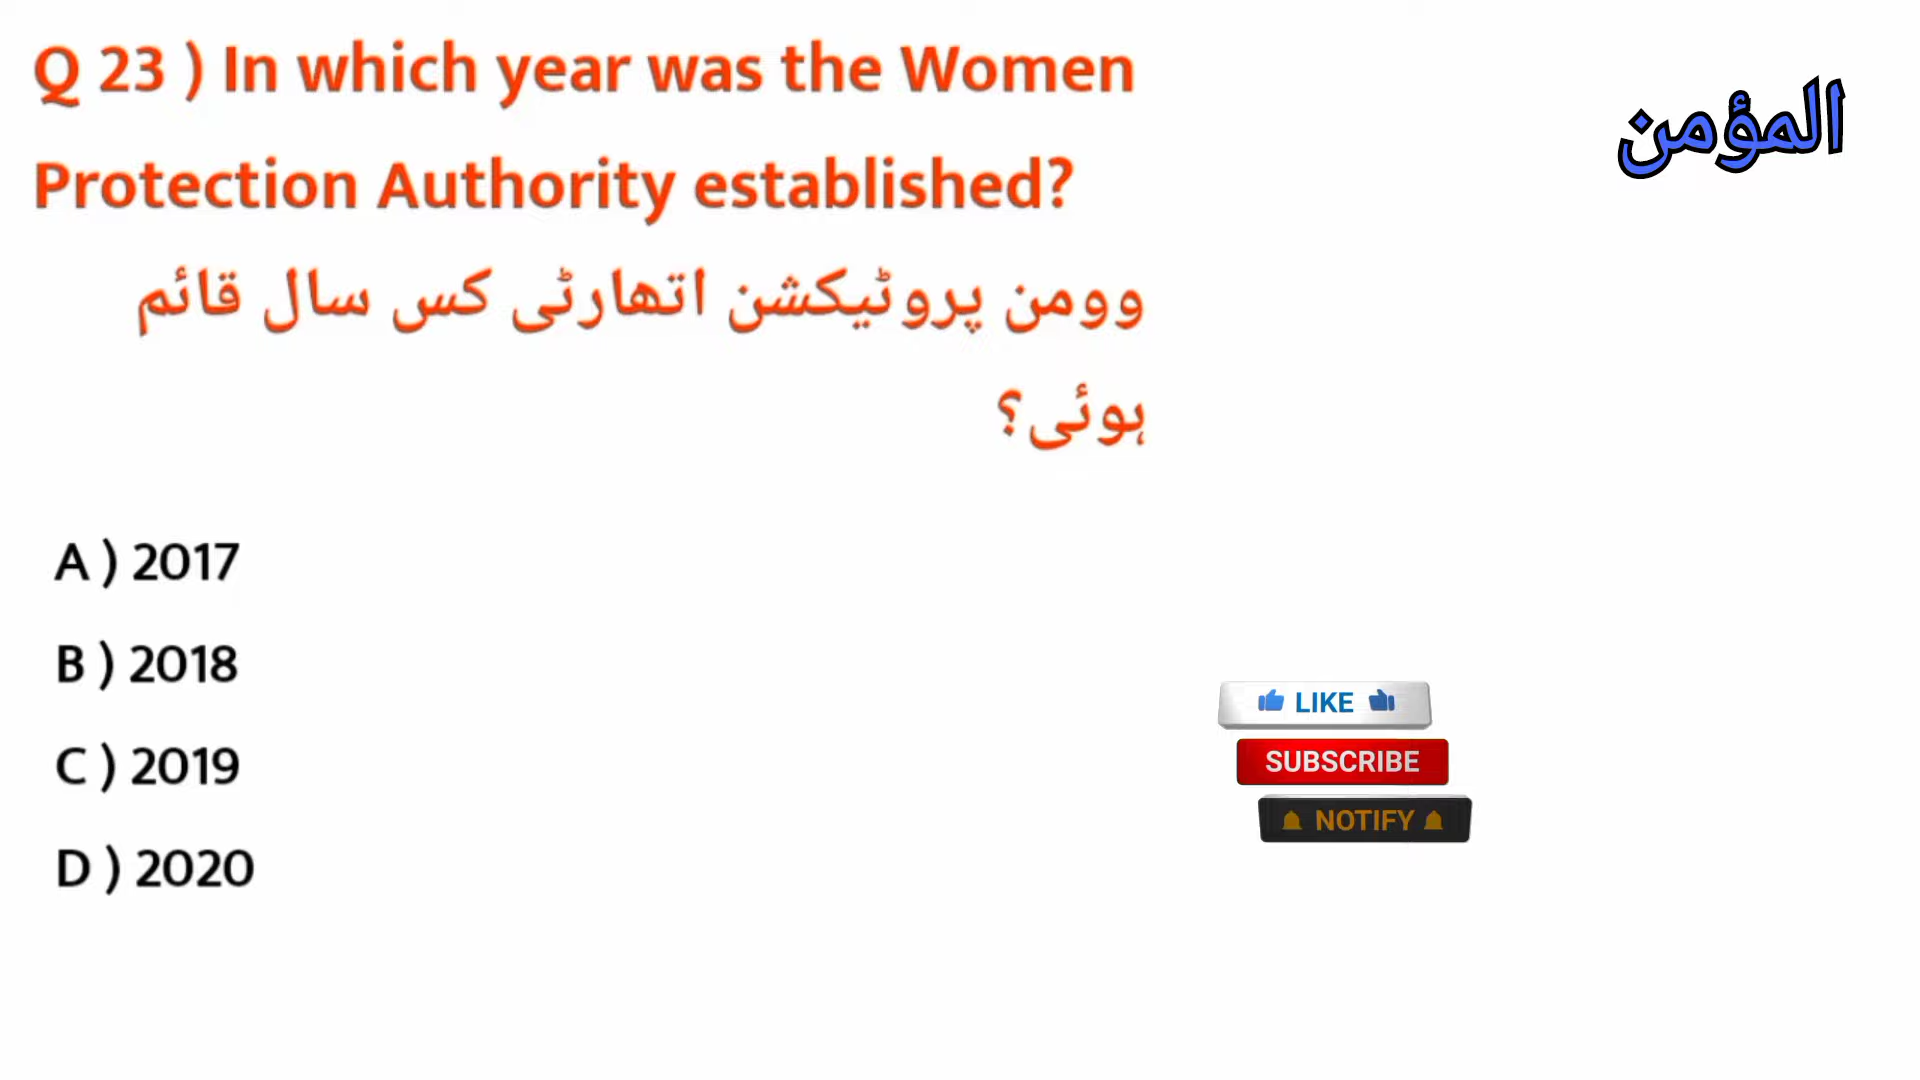 Q 23 ) In which year was the Women
Protection Authority established?
وومن پروٹیکشن اتھارٹی کس سال قائم
ہوئی؟
A ) 2017
B ) 2018
C ) 2019
D ) 2020
المؤمن
LIKE
SUBSCRIBE
NOTIFY